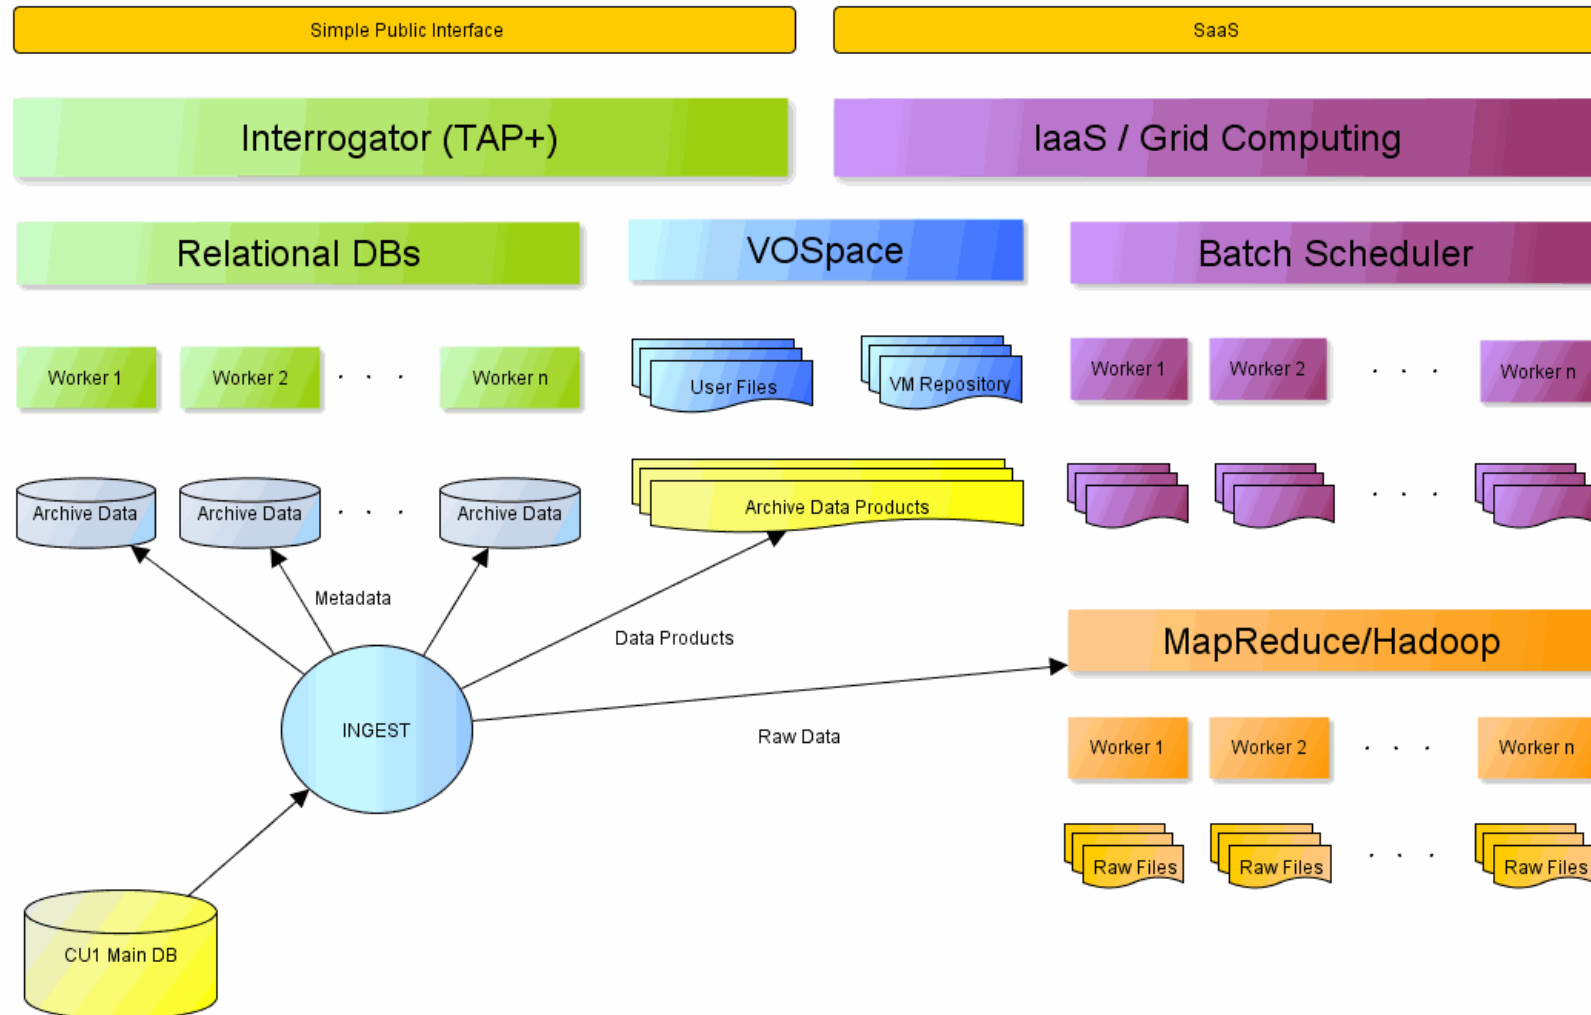 Simple Public Interface
SaaS
Interrogator (TAP+)
IaaS / Grid Computing
Relational DBs
VOSpace
Batch Scheduler
Worker 1
Worker 2
. . .
Worker n
User Files
VM Repository
Worker 1
Worker 2
. . .
Worker n
Archive Data
Archive Data
. . .
Archive Data
Archive Data Products
. . .
Metadata
Data Products
MapReduce/Hadoop
INGEST
Raw Data
Worker 1
Worker 2
. . .
Worker n
Raw Files
Raw Files
. . .
Raw Files
CU1 Main DB